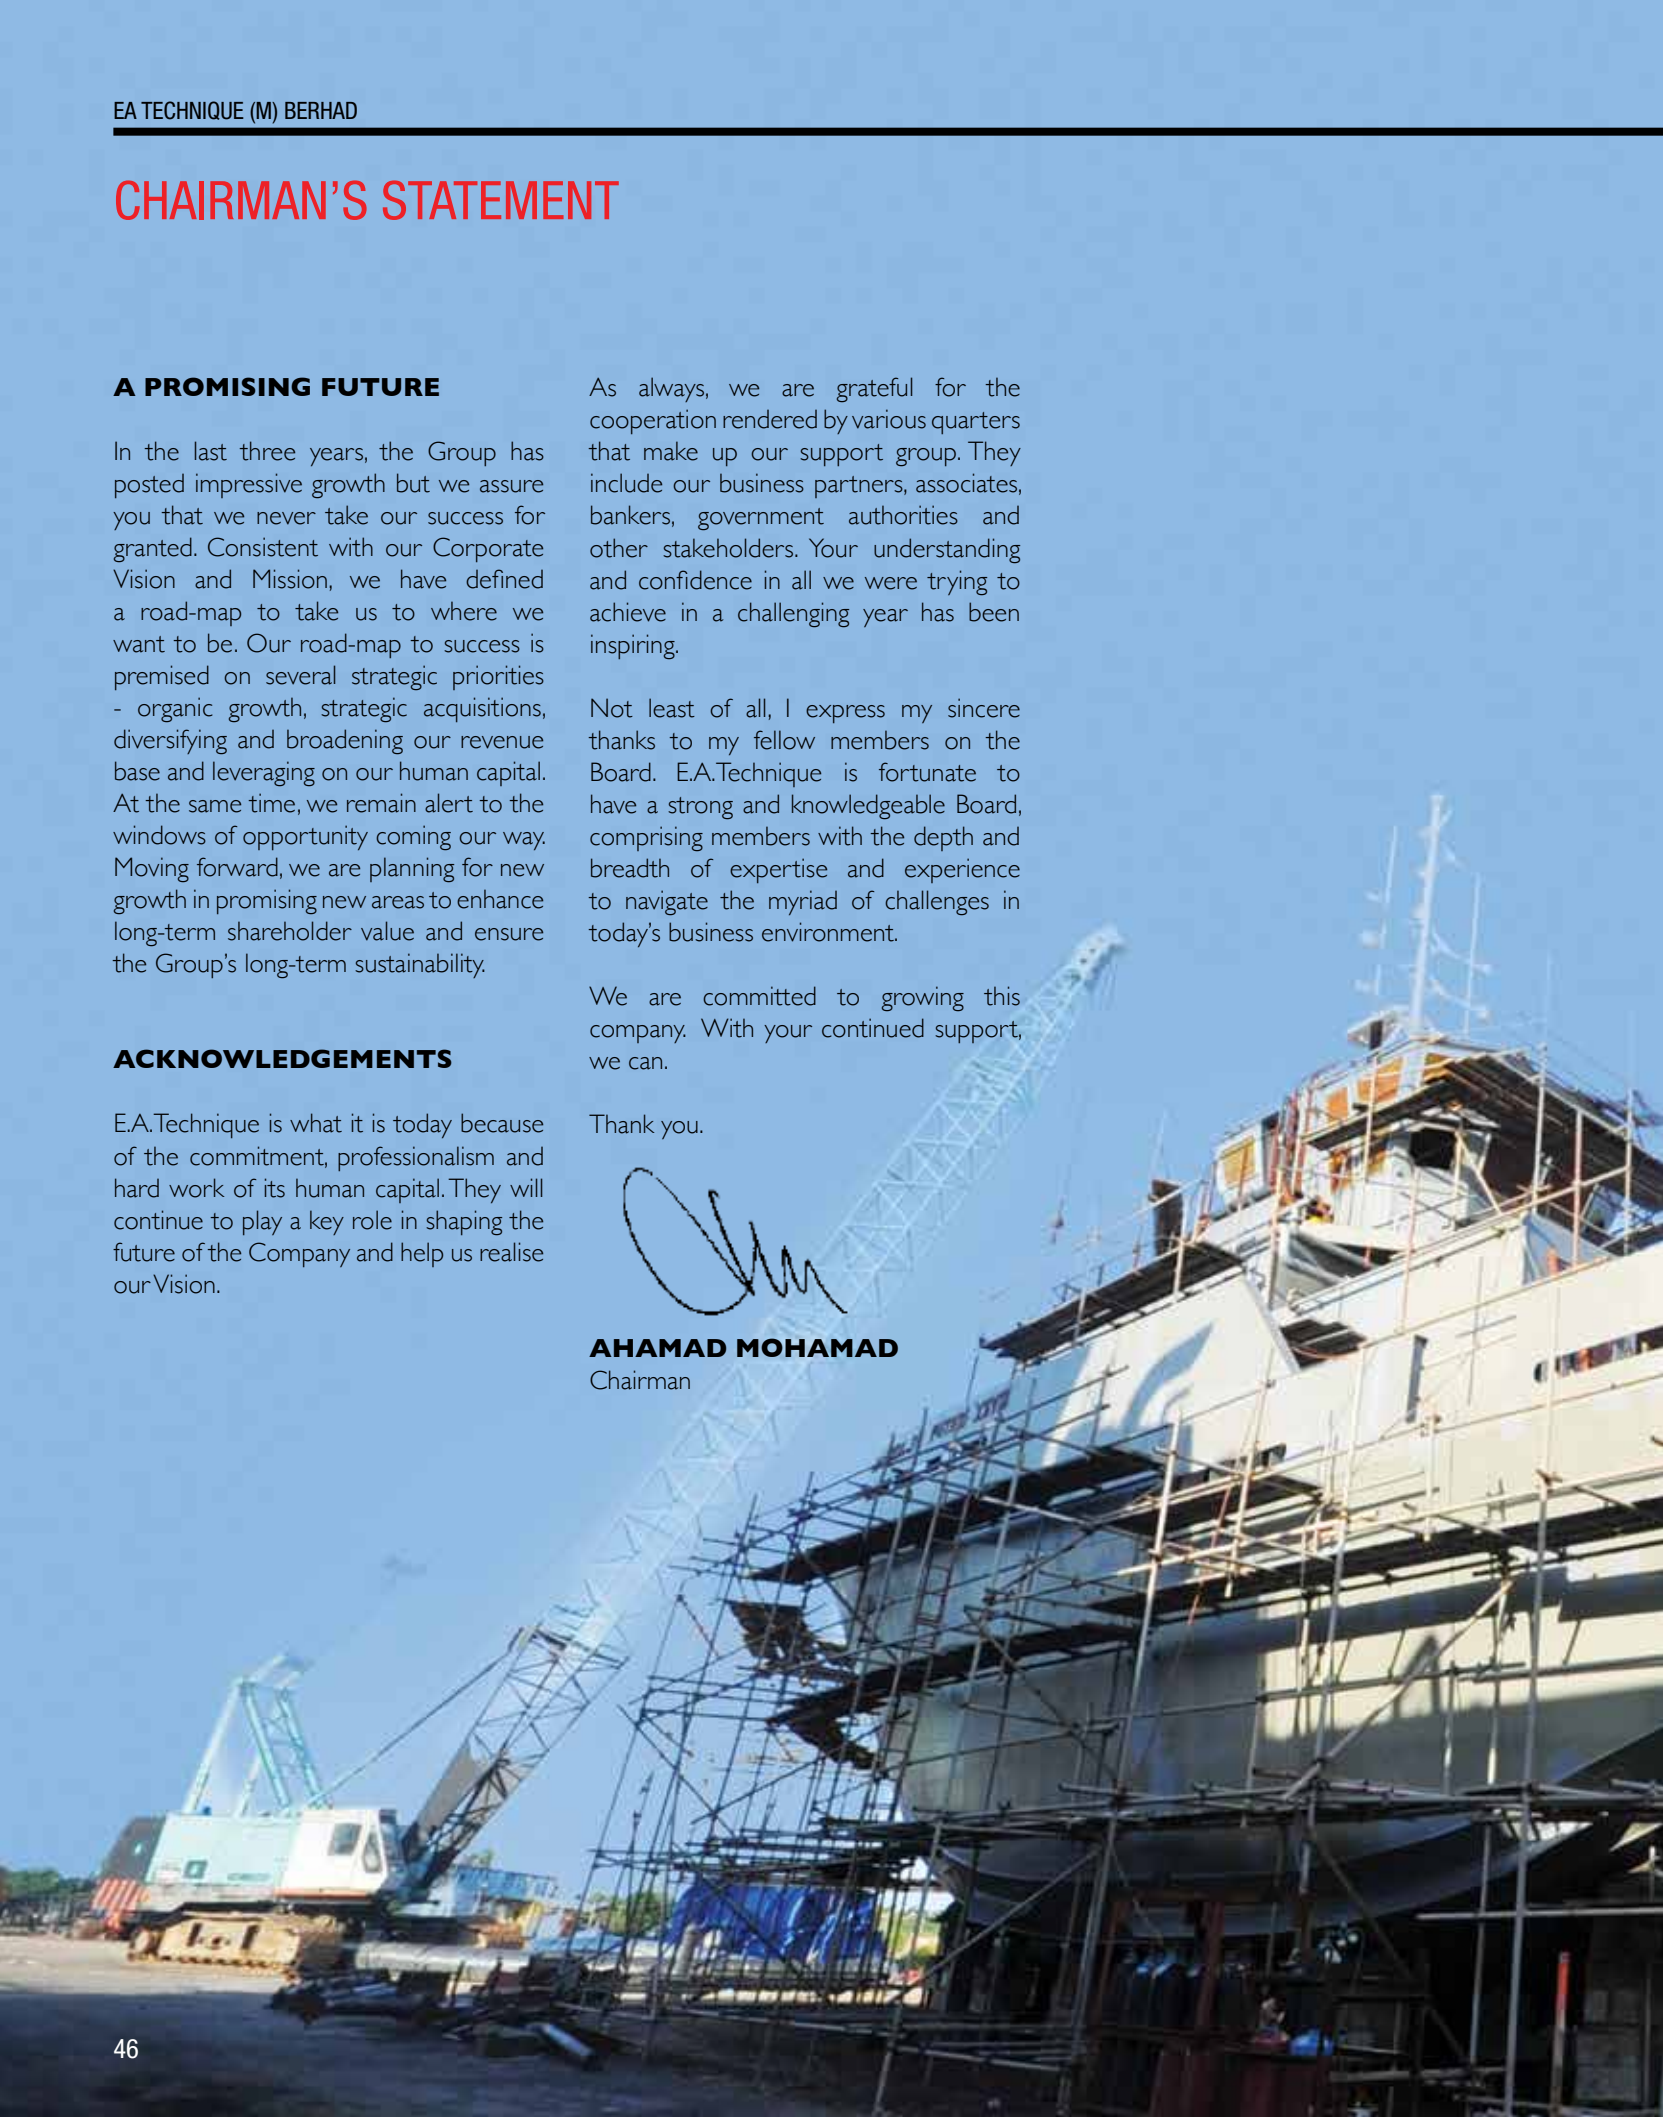 EA TECHNIQUE (M) BERHAD
CHAIRMAN'S STATEMENT
A PROMISING FUTURE
In the last three years, the Group has
posted impressive growth but we assure
you that we never take our success for
granted. Consistent with our Corporate
Vision and Mission, we have defined
a road-map to take us to where we
want to be. Our road-map to success is
premised on several strategic priorities
- organic growth, strategic acquisitions,
diversifying and broadening our revenue
base and leveraging on our human capital.
At the same time, we remain alert to the
windows of opportunity coming our way.
Moving forward, we are planning for new
growth in promising new areas to enhance
long-term shareholder value and ensure
the Group's long-term sustainability.
ACKNOWLEDGEMENTS
E.A.Technique is what it is today because
of the commitment, professionalism and
hard work of its human capital. They will
continue to play a key role in shaping the
future of the Company and help us realise
our Vision.
As always, we are grateful for the
cooperation rendered by various quarters
that make up our support group. They
include our business partners, associates,
bankers, government authorities and
other stakeholders. Your understanding
and confidence in all we were trying to
achieve in a challenging year has been
inspiring.
Not least of all, I express my sincere
thanks to my fellow members on the
Board. E.A.Technique is fortunate to
have a strong and knowledgeable Board,
comprising members with the depth and
breadth of expertise and experience
to navigate the myriad of challenges in
today's business environment.
We are committed to growing this
company. With your continued support,
we can.
Thank you.
AHAMAD MOHAMAD
Chairman
46